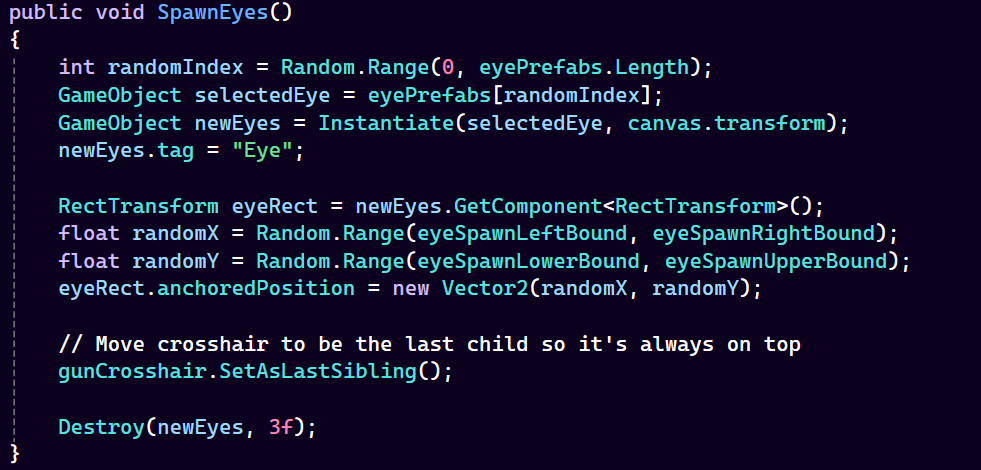 public void SpawnEyes()
{
int randomIndex = Random.Range(0, eyePrefabs.Length);
GameObject selectedEye = eyePrefabs[randomIndex];
GameObject newEyes = Instantiate(selectedEye, canvas.transform);
newEyes.tag = "Eye";
RectTransform eyeRect = newEyes.GetComponent<RectTransform>();
float randomX = Random.Range(eyeSpawnLeftBound, eyeSpawnRightBound);
float randomY = Random.Range(eyeSpawnLowerBound, eyeSpawnUpperBound);
eyeRect.anchoredPosition = new Vector2(randomX, randomY);
// Move crosshair to be the last child so it's always on top
gunCrosshair.SetAsLastSibling();
Destroy(newEyes, 3f);
}